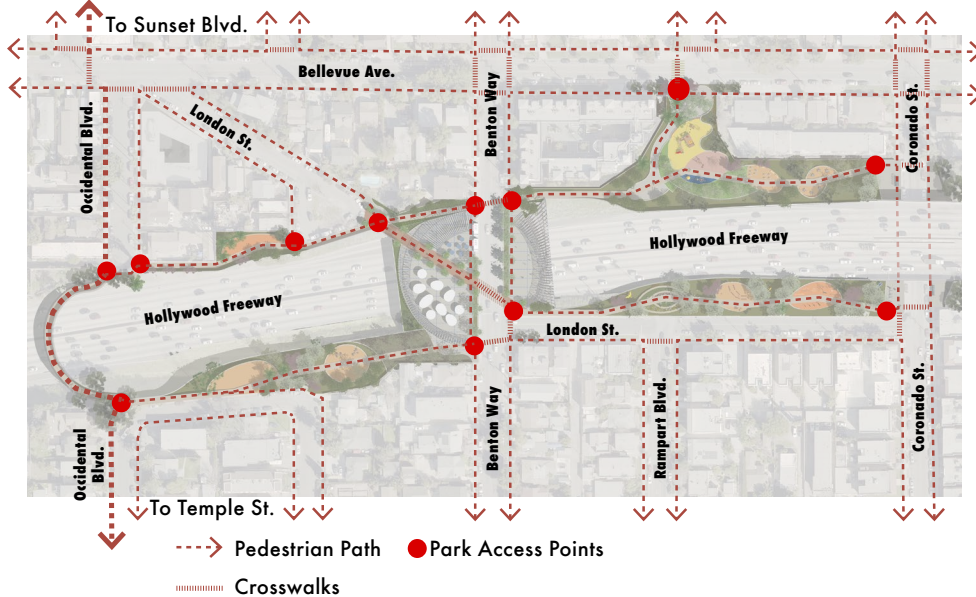 To Sunset Blvd.
Bellevue Ave.
Benton Way
Coronado St.
Occidental Blvd.
London St.
Hollywood Freeway
Hollywood Freeway
London St.
Occidental
Blvd.
Benton Way
Rampart Blvd.
Coronado St.
To Temple St.
Pedestrian Path
Park Access Points
Crosswalks